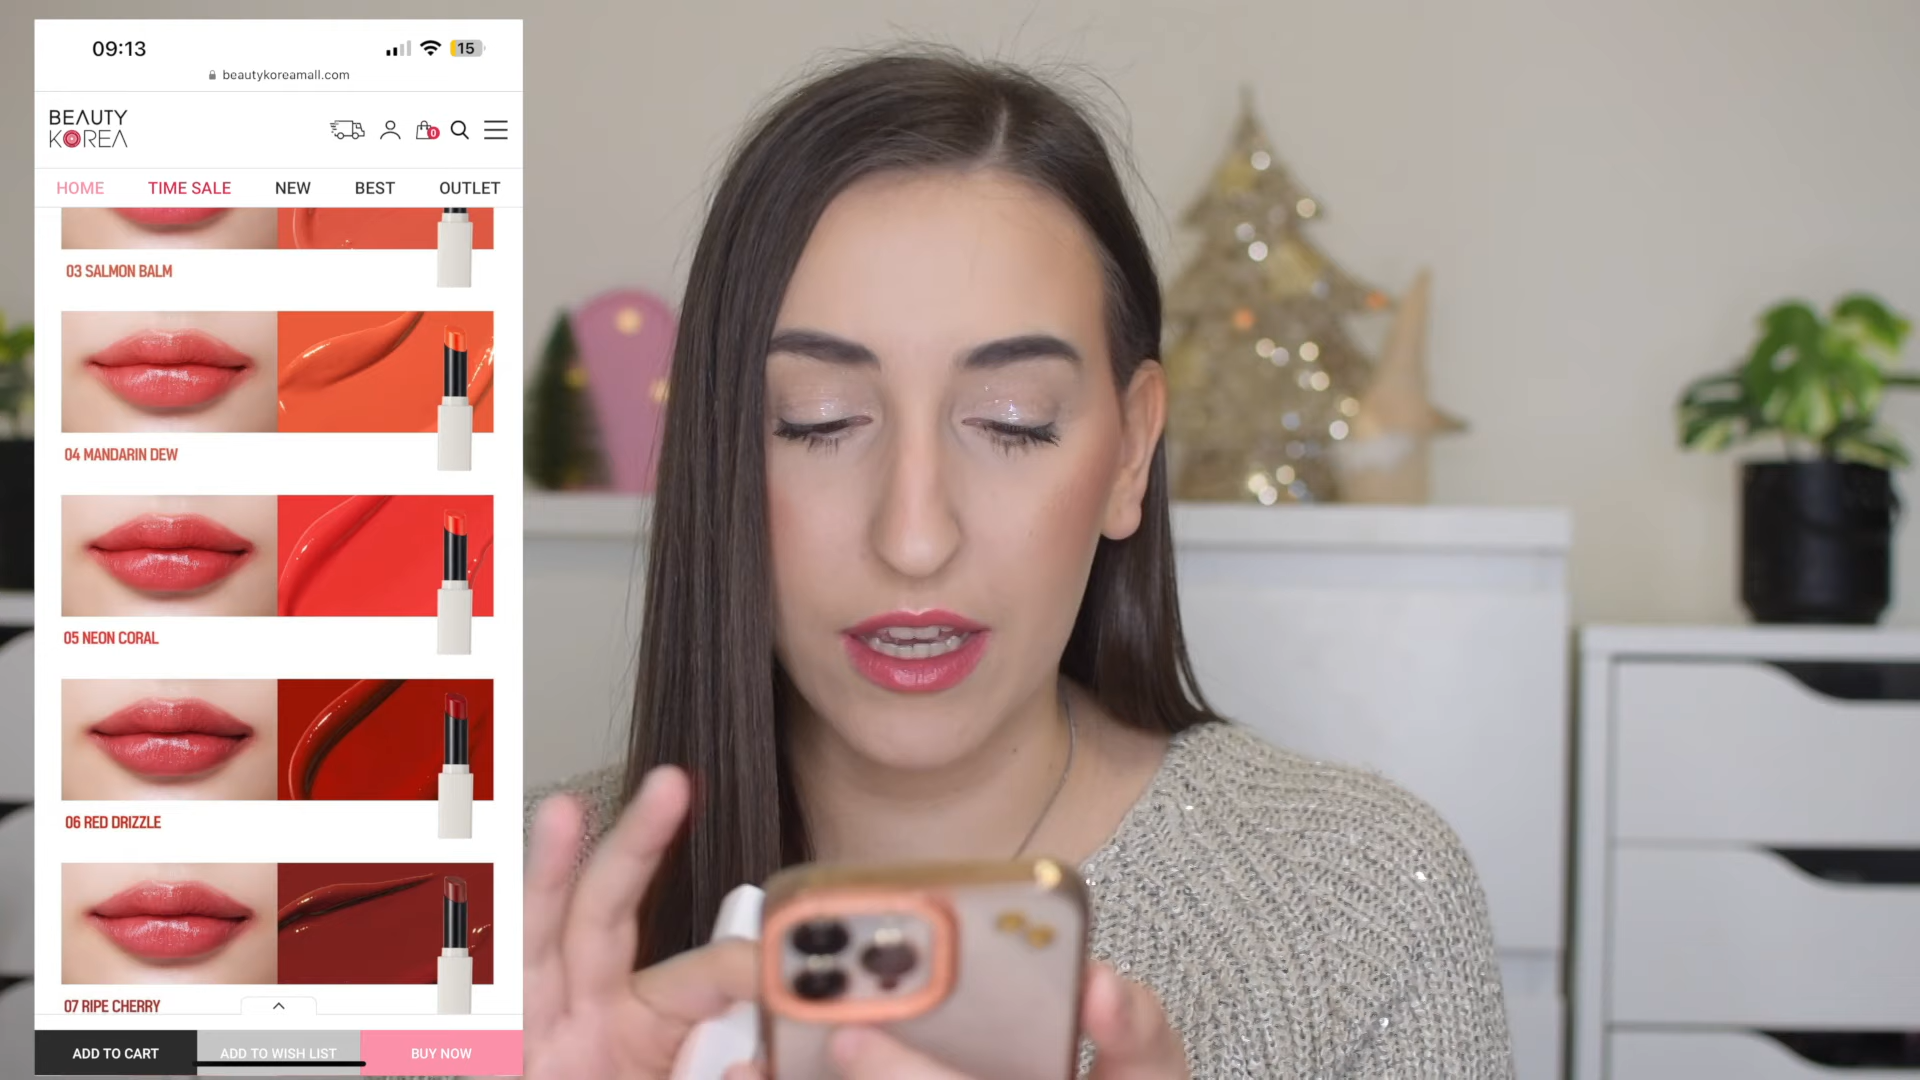 09:13
15
beautykoreamall.com
BEAUTY
KOREA
0
HOME TIME SALE NEW BEST OUTLET
03 SALMON BALM
04 MANDARIN DEW
05 NEON CORAL
06 RED DRIZZLE
07 RIPE CHERRY
ADD TO CART ADD TO WISH LIST BUY NOW